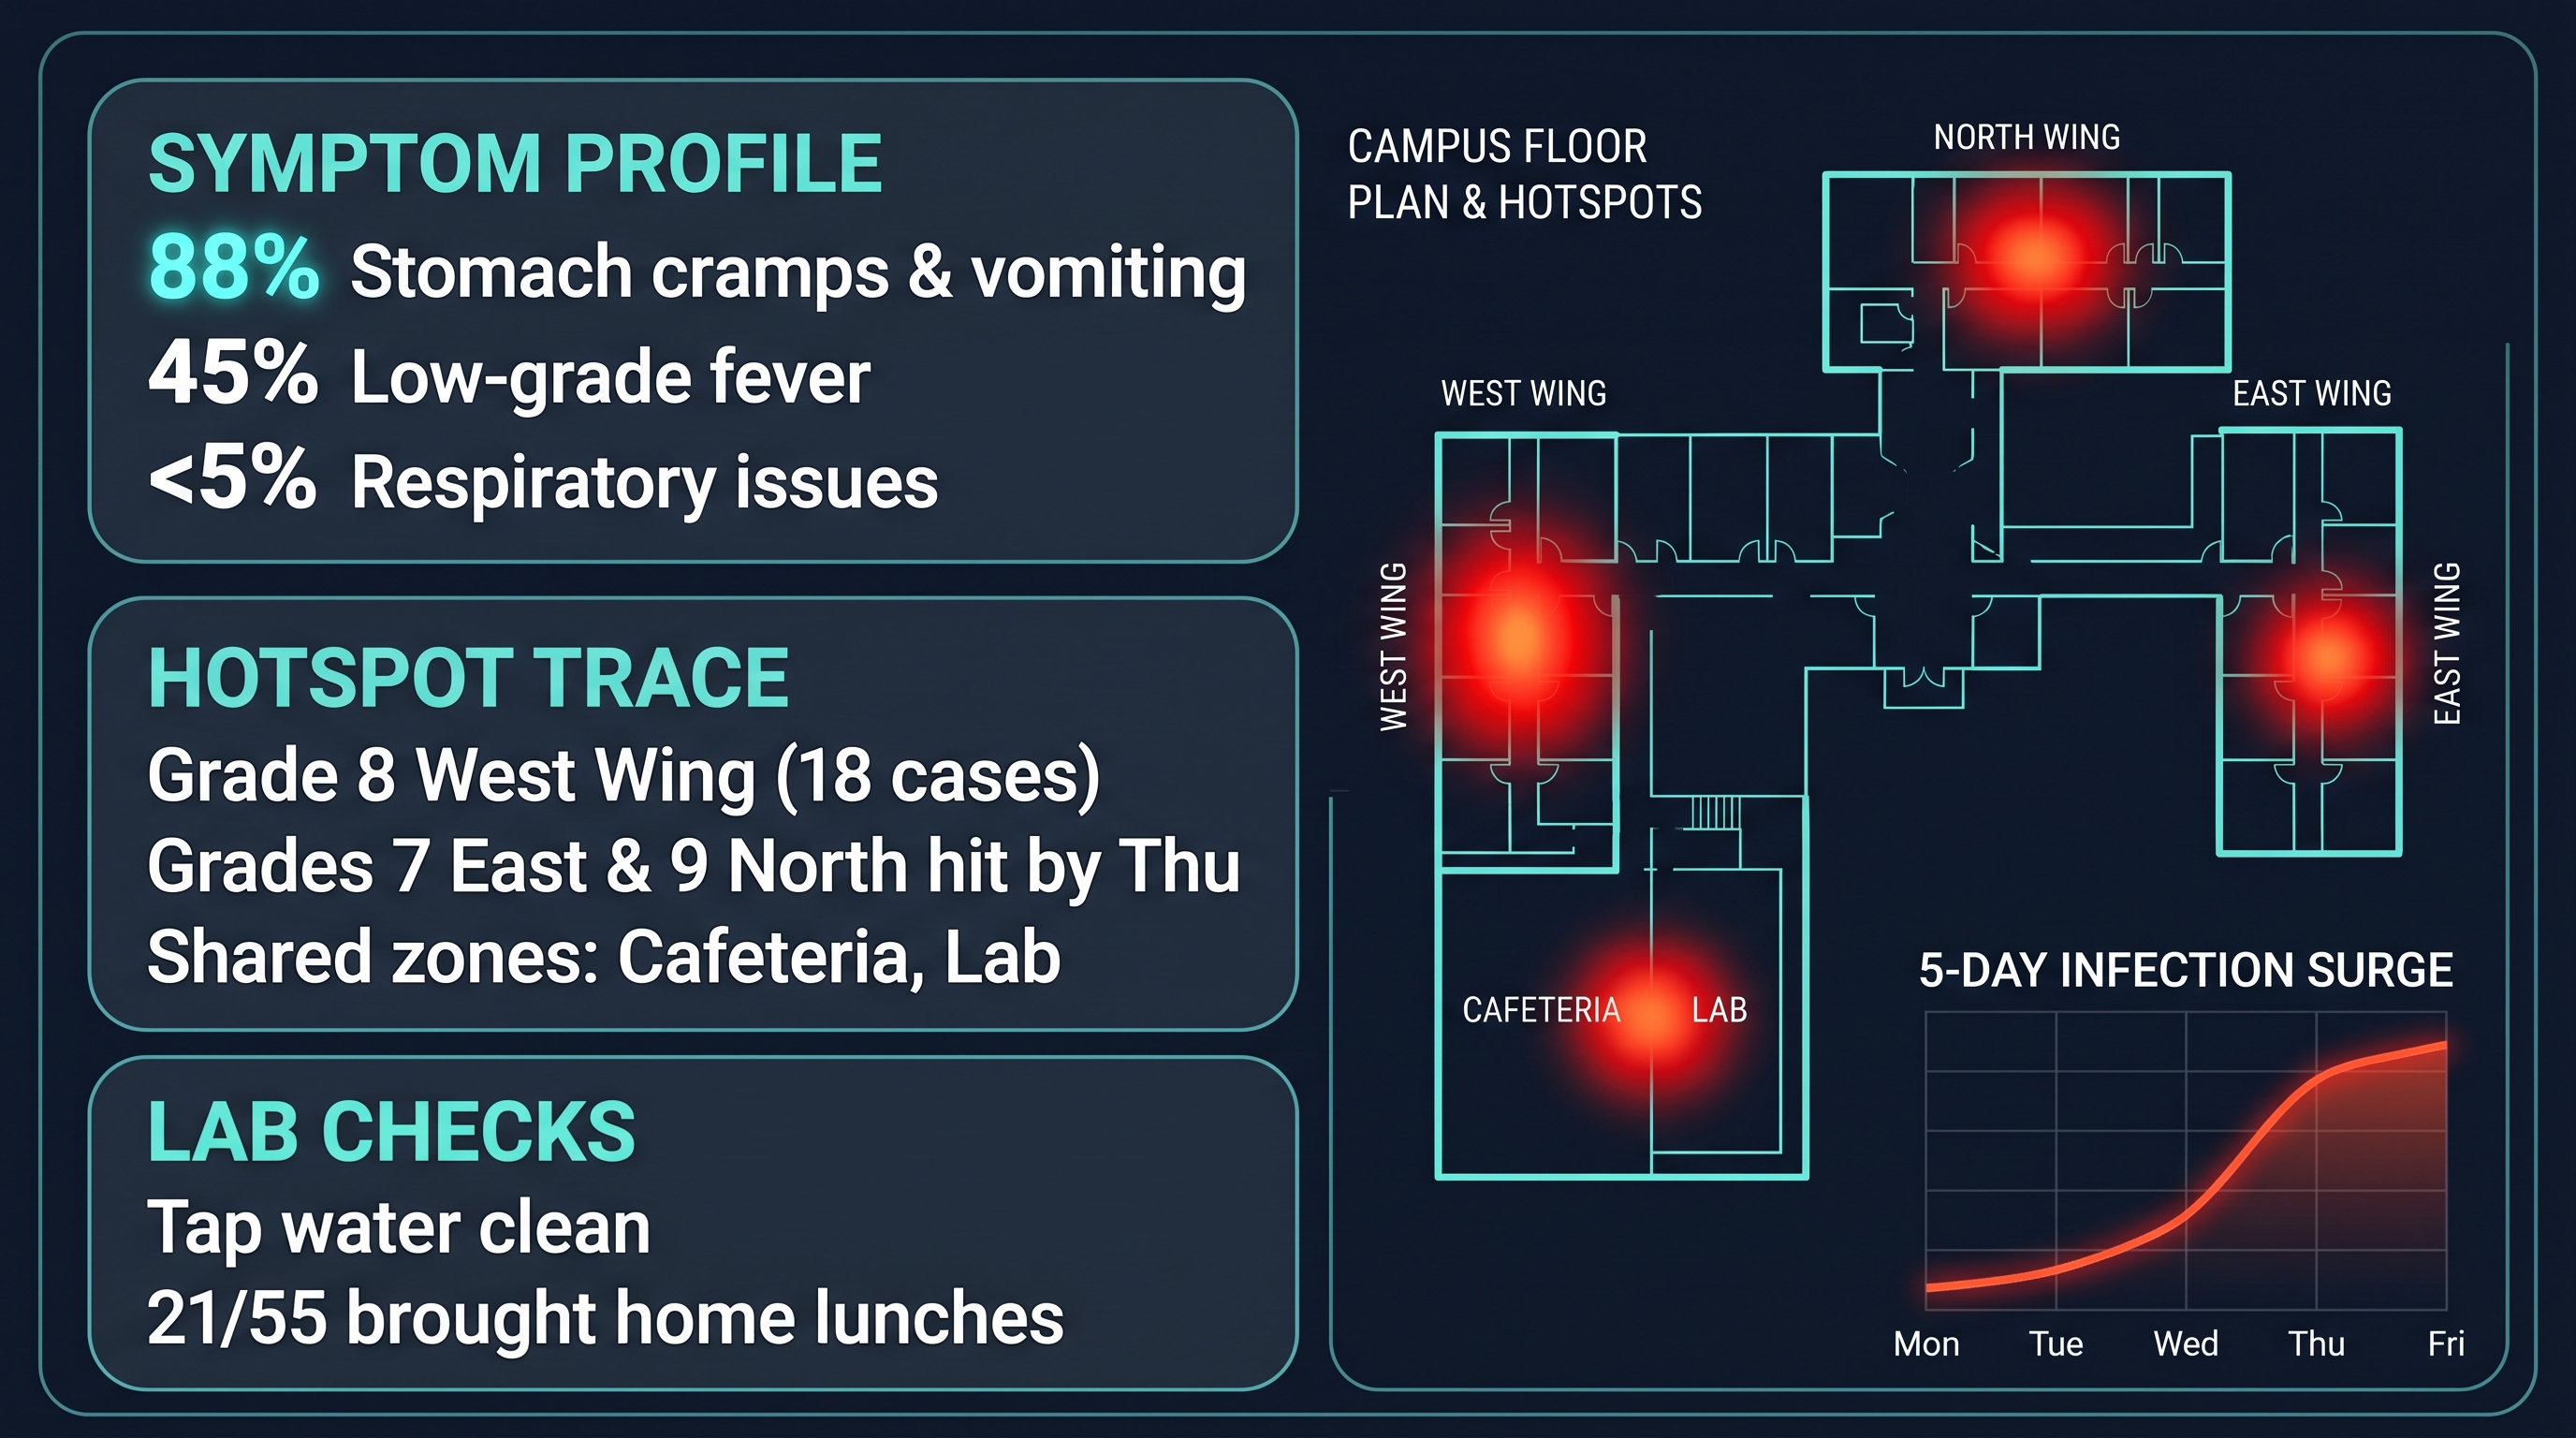 SYMPTOM PROFILE
88% Stomach cramps & vomiting
45% Low-grade fever
<5% Respiratory issues
HOTSPOT TRACE
Grade 8 West Wing (18 cases)
Grades 7 East & 9 North hit by Thu
Shared zones: Cafeteria, Lab
LAB CHECKS
Tap water clean
21/55 brought home lunches
CAMPUS FLOOR
PLAN & HOTSPOTS
NORTH WING
WEST WING
EAST WING
WEST WING
EAST WING
CAFETERIA
LAB
5-DAY INFECTION SURGE
Mon Tue Wed Thu Fri